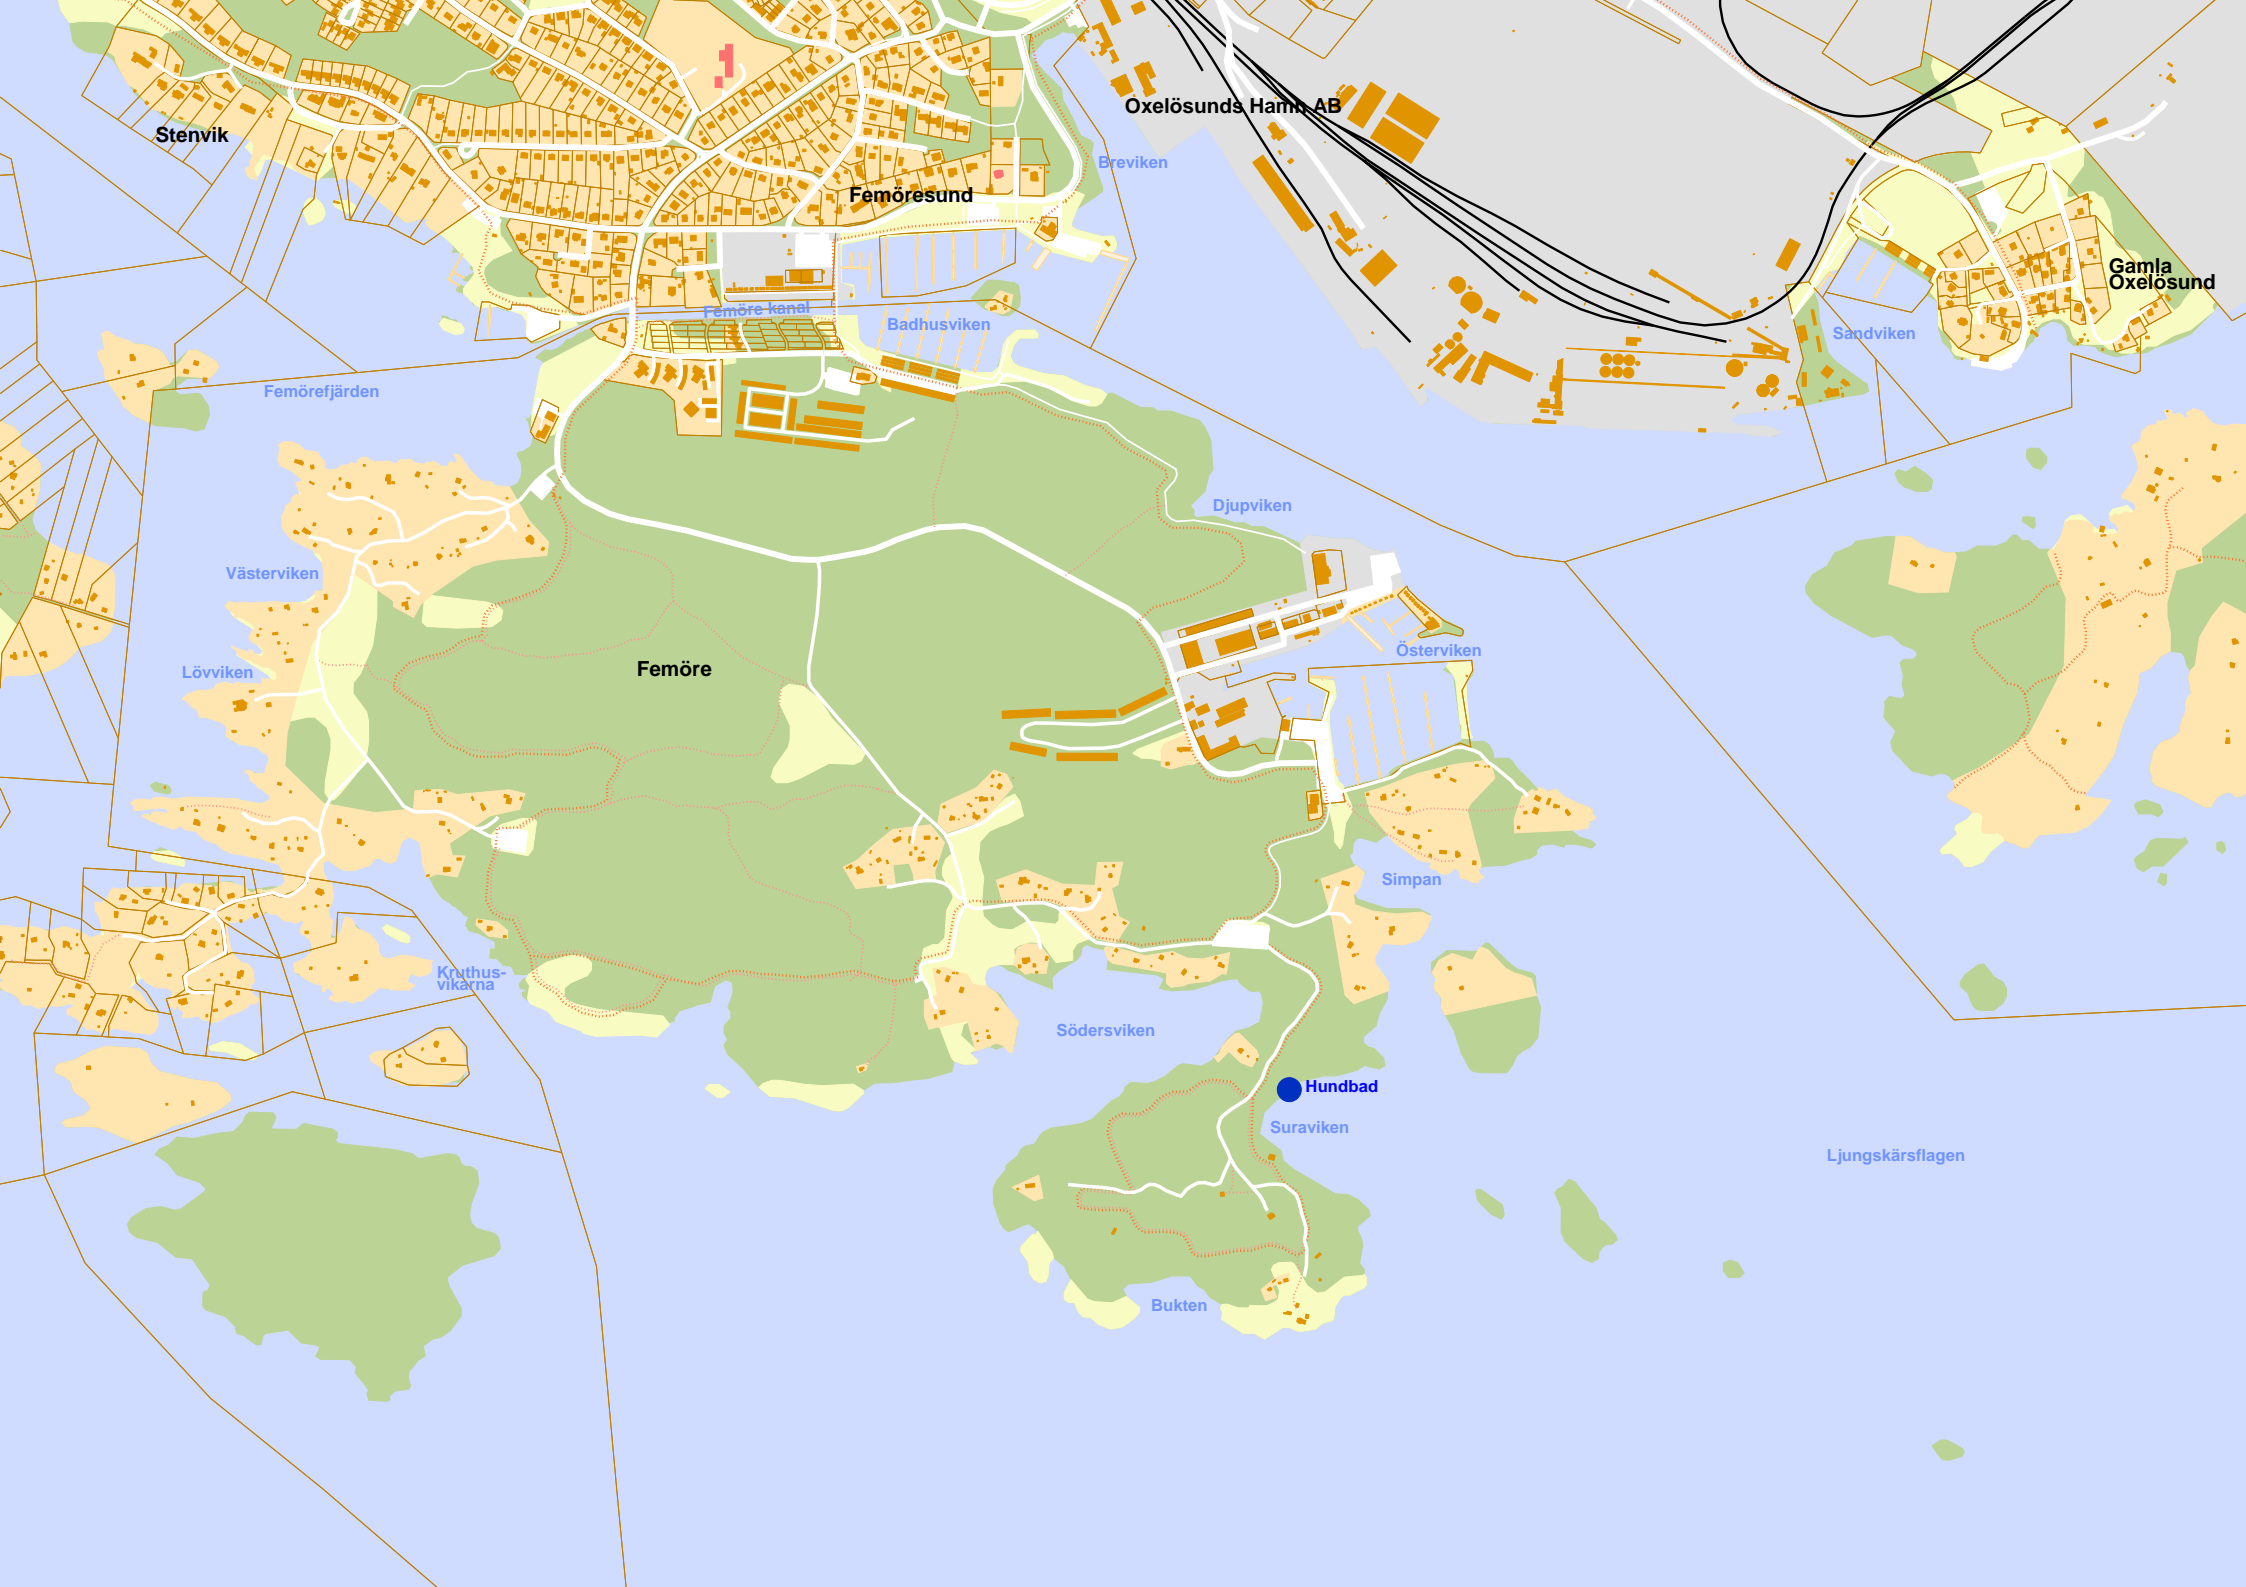 Oxelösunds Hamn AB
Stenvik
Breviken
Femöresund
Gamla
Oxelösund
Femöre kanal
Badhusviken
Sandviken
Femörefjärden
Djupviken
Västerviken
Österviken
Lövviken
Femöre
Simpan
Kruthus-
vikarna
Södersviken
Hundbad
Suraviken
Ljungskärsflagen
Bukten